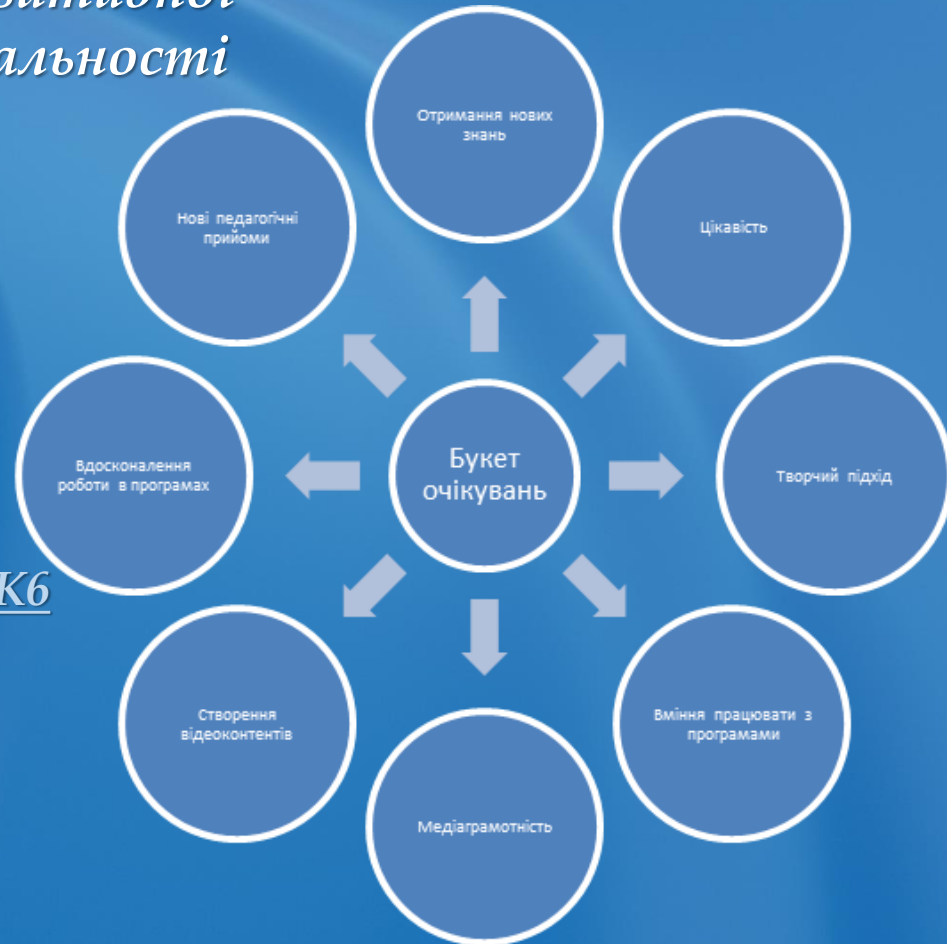 альності
Отримання нових
знань
Нові педагогічні
прийоми
Цікавість
Вдосконалення
роботи в програмах
Букет
очікувань
Творчий підхід
К6
Створення
відеоконтентів
Вміння працювати з
програмами
Медіаграмотність